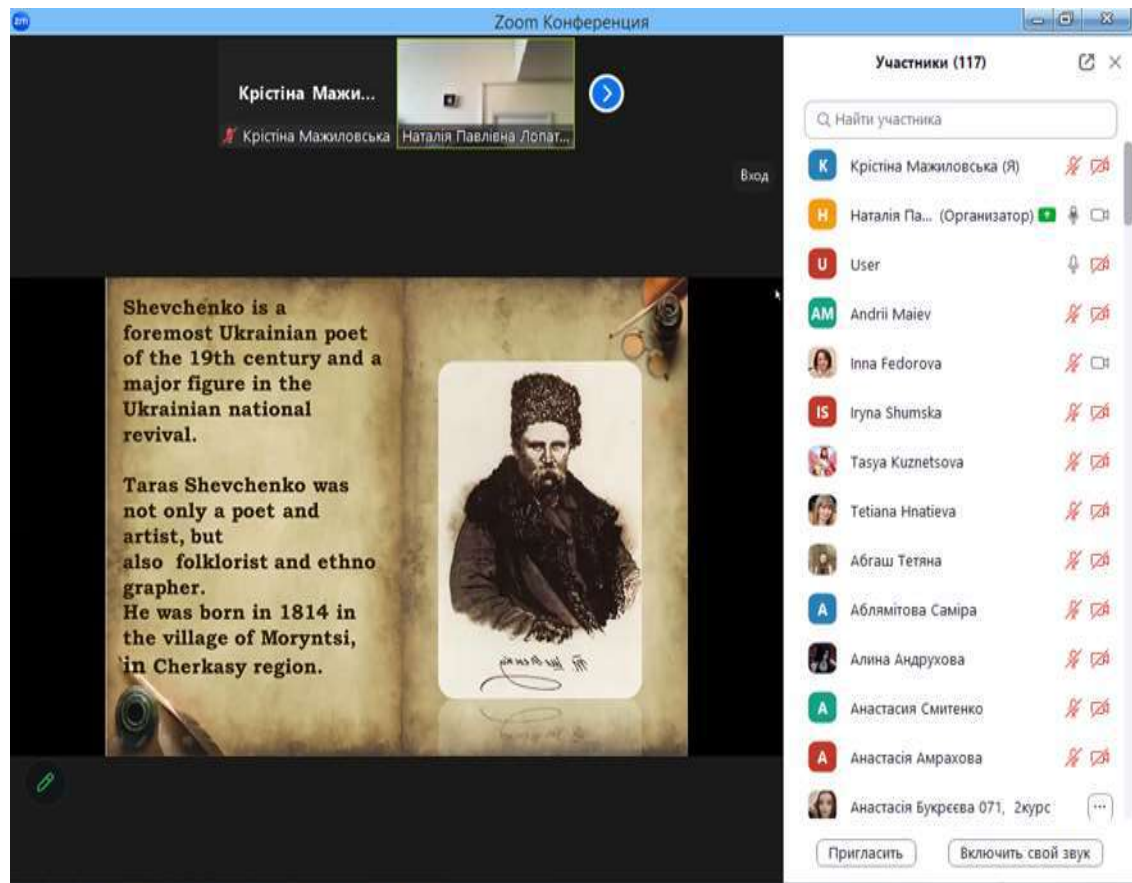 zm
Zoom Конференция
Крістіна Мажи...
Крістіна Мажиловська
Наталія Павлівна Лопат...
Вход
Shevchenko is a
foremost Ukrainian poet
of the 19th century and a
major figure in the
Ukrainian national
revival.
Taras Shevchenko was
not only a poet and
artist, but
also folklorist and ethno
grapher.
He was born in 1814 in
the village of Moryntsi,
in Cherkasy region.
Участники (117)
Найти участника
К Крістіна Мажиловська (Я)
Н Наталія Па... (Организатор)
U User
AM Andrii Maiev
Inna Fedorova
IS Iryna Shumska
Tasya Kuznetsova
Tetiana Hnatieva
Абгаш Тетяна
А Аблямітова Саміра
Алина Андрухова
А Анастасия Смитенко
А Анастасія Амрахова
Анастасія Букрєєва 071, 2курс
Пригласить
Включить свой звук